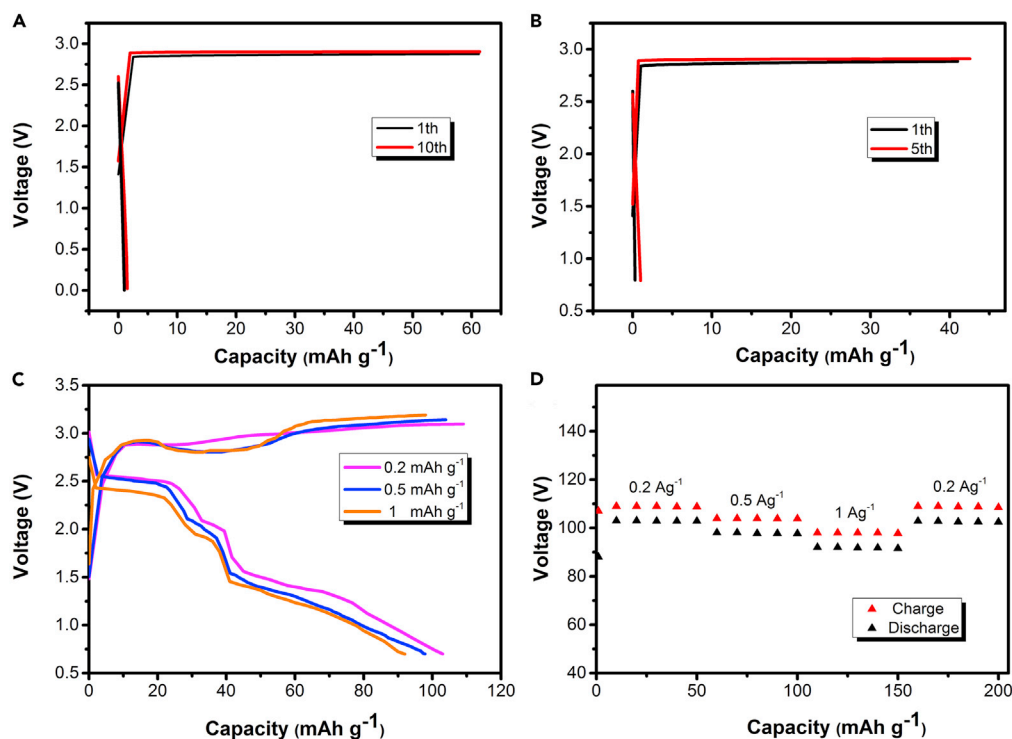 A
Voltage (V)
3.0
2.5
2.0
1.5
1.0
0.5
0.0
1th
10th
0 10 20 30 40 50 60
Capacity (mAh g⁻¹)
B
Voltage (V)
3.0
2.5
2.0
1.5
1.0
0.5
1th
5th
0 10 20 30 40
Capacity (mAh g⁻¹)
C
Voltage (V)
3.5
3.0
2.5
2.0
1.5
1.0
0.5
0.2 mAh g⁻¹
0.5 mAh g⁻¹
1 mAh g⁻¹
0 20 40 60 80 100 120
Capacity (mAh g⁻¹)
D
Voltage (V)
140
120
100
80
60
40
0.2 Ag⁻¹
0.5 Ag⁻¹
1 Ag⁻¹
0.2 Ag⁻¹
Charge
Discharge
0 50 100 150 200
Capacity (mAh g⁻¹)